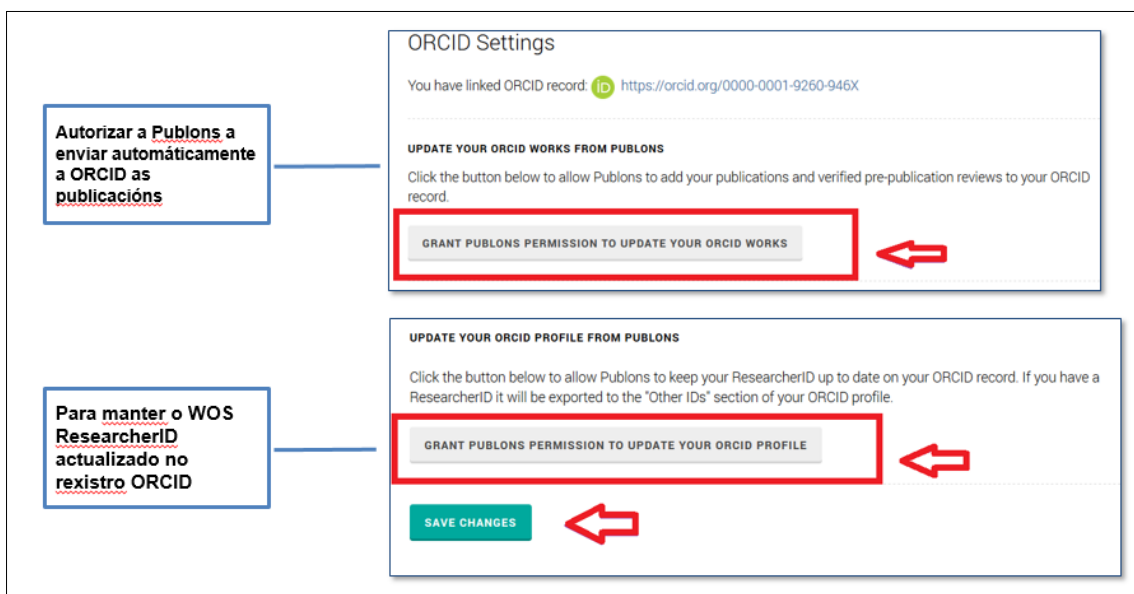 ORCID Settings
You have linked ORCID record: iD https://orcid.org/0000-0001-9260-946X
Autorizar a Publons a
enviar automáticamente
a ORCID as
publicacións
UPDATE YOUR ORCID WORKS FROM PUBLONS
Click the button below to allow Publons to add your publications and verified pre-publication reviews to your ORCID
record.
GRANT PUBLONS PERMISSION TO UPDATE YOUR ORCID WORKS
UPDATE YOUR ORCID PROFILE FROM PUBLONS
Click the button below to allow Publons to keep your ResearcherID up to date on your ORCID record. If you have a
ResearcherID it will be exported to the "Other IDs" section of your ORCID profile.
Para manter o WOS
ResearcherID
actualizado no
rexistro ORCID
GRANT PUBLONS PERMISSION TO UPDATE YOUR ORCID PROFILE
SAVE CHANGES